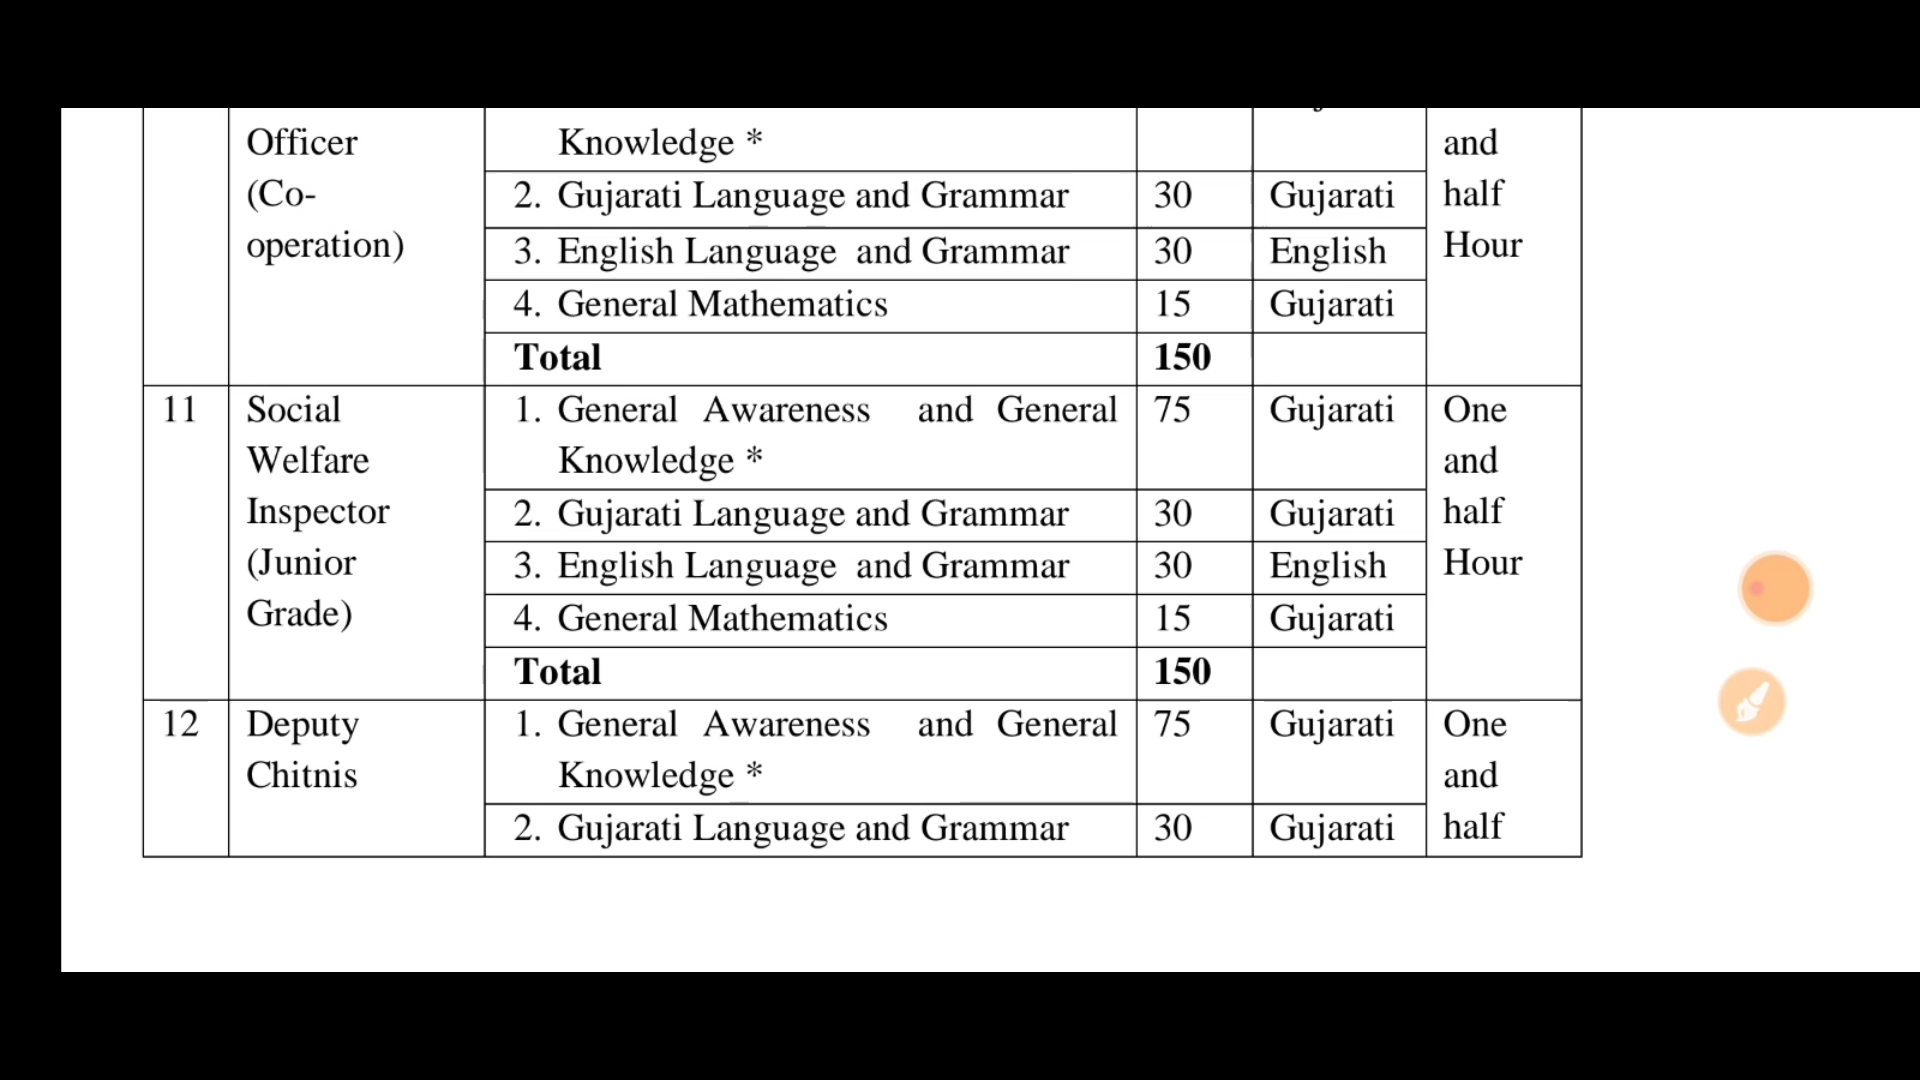 Officer Knowledge * and
(Co- 2. Gujarati Language and Grammar 30 Gujarati half
operation) 3. English Language and Grammar 30 English Hour
4. General Mathematics 15 Gujarati
Total 150
11 Social 1. General Awareness and General 75 Gujarati One
Welfare Knowledge * and
Inspector 2. Gujarati Language and Grammar 30 Gujarati half
(Junior 3. English Language and Grammar 30 English Hour
Grade) 4. General Mathematics 15 Gujarati
Total 150
12 Deputy 1. General Awareness and General 75 Gujarati One
Chitnis Knowledge * and
2. Gujarati Language and Grammar 30 Gujarati half